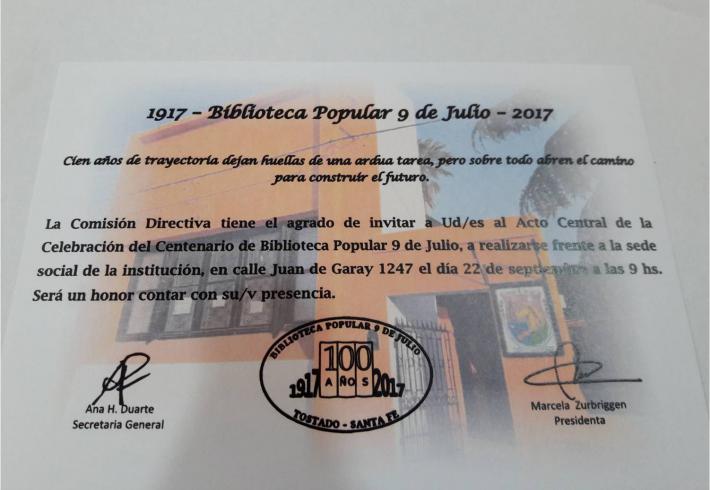 1917 – Biblioteca Popular 9 de Julio – 2017
Cien años de trayectoria dejan huellas de una ardua tarea, pero sobre todo abren el camino
para construir el futuro.
La Comisión Directiva tiene el agrado de invitar a Ud/es al Acto Central de la
Celebración del Centenario de Biblioteca Popular 9 de Julio, a realizarse frente a la sede
social de la institución, en calle Juan de Garay 1247 el día 22 de septiembre a las 9 hs.
Será un honor contar con su/v presencia.
BIBLIOTECA POPULAR 9 DE JULIO
100
1917 AÑOS 2017
TOSTADO - SANTA FE
Ana H. Duarte
Secretaria General
Marcela Zurbriggen
Presidenta